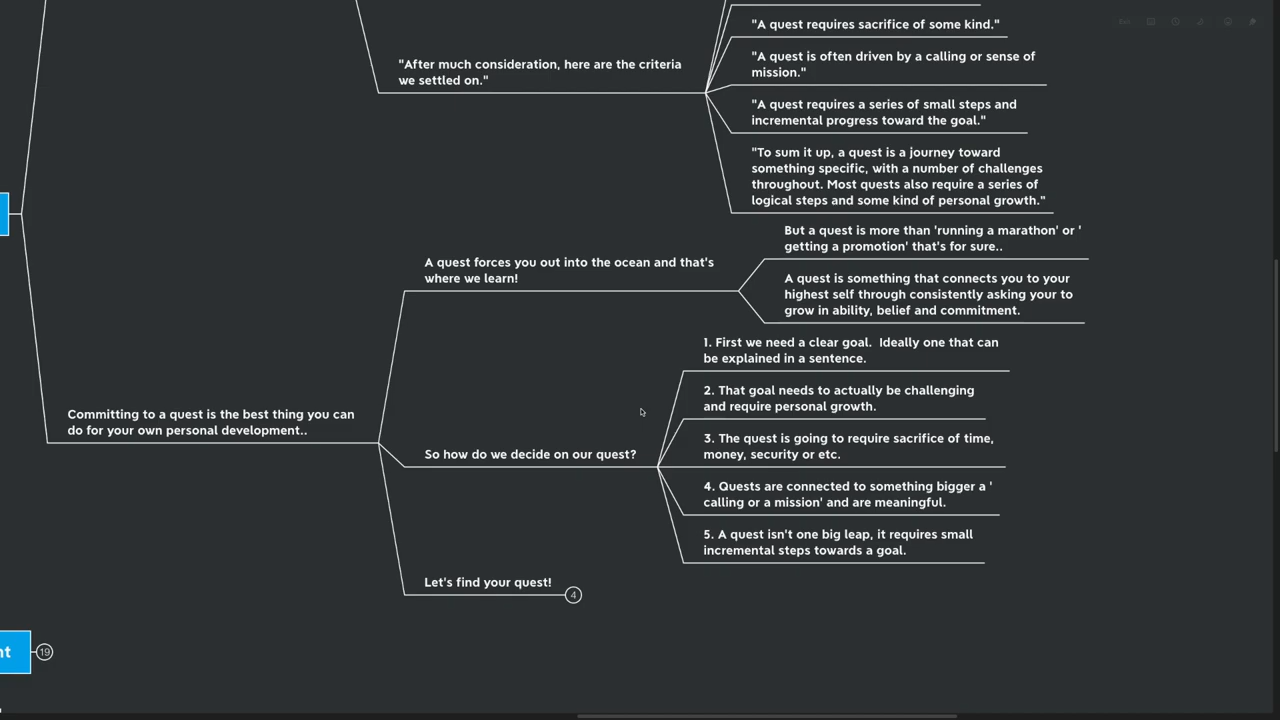 "A quest requires sacrifice of some kind."
"After much consideration, here are the criteria
we settled on."
"A quest is often driven by a calling or sense of
mission."
"A quest requires a series of small steps and
incremental progress toward the goal."
"To sum it up, a quest is a journey toward
something specific, with a number of challenges
throughout. Most quests also require a series of
logical steps and some kind of personal growth."
A quest forces you out into the ocean and that's
where we learn!
But a quest is more than 'running a marathon' or '
getting a promotion' that's for sure..
A quest is something that connects you to your
highest self through consistently asking your to
grow in ability, belief and commitment.
Committing to a quest is the best thing you can
do for your own personal development..
So how do we decide on our quest?
1. First we need a clear goal.  Ideally one that can
be explained in a sentence.
2. That goal needs to actually be challenging
and require personal growth.
3. The quest is going to require sacrifice of time,
money, security or etc.
4. Quests are connected to something bigger a '
calling or a mission' and are meaningful.
5. A quest isn't one big leap, it requires small
incremental steps towards a goal.
Let's find your quest!
4
nt
19